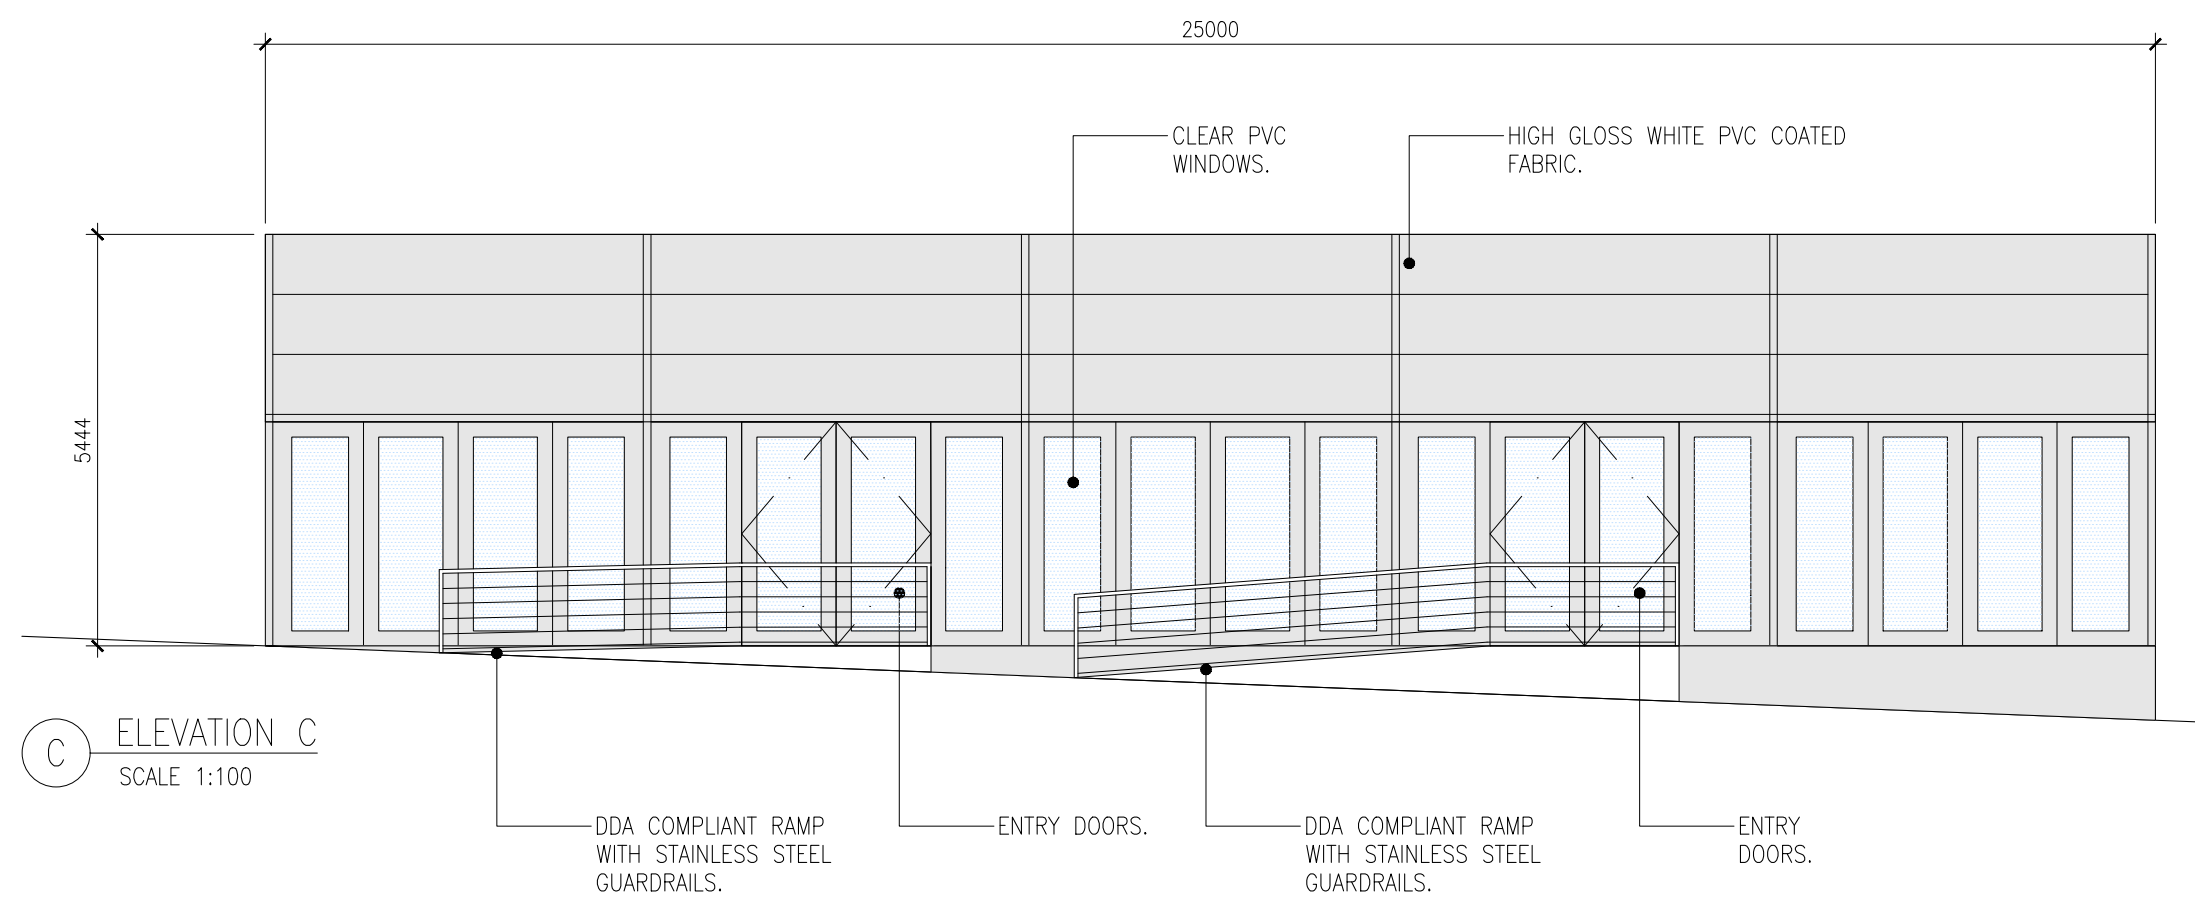 25000
CLEAR PVC
WINDOWS.
HIGH GLOSS WHITE PVC COATED
FABRIC.
5444
C
ELEVATION C
SCALE 1:100
DDA COMPLIANT RAMP
WITH STAINLESS STEEL
GUARDRAILS.
ENTRY DOORS.
DDA COMPLIANT RAMP
WITH STAINLESS STEEL
GUARDRAILS.
ENTRY
DOORS.